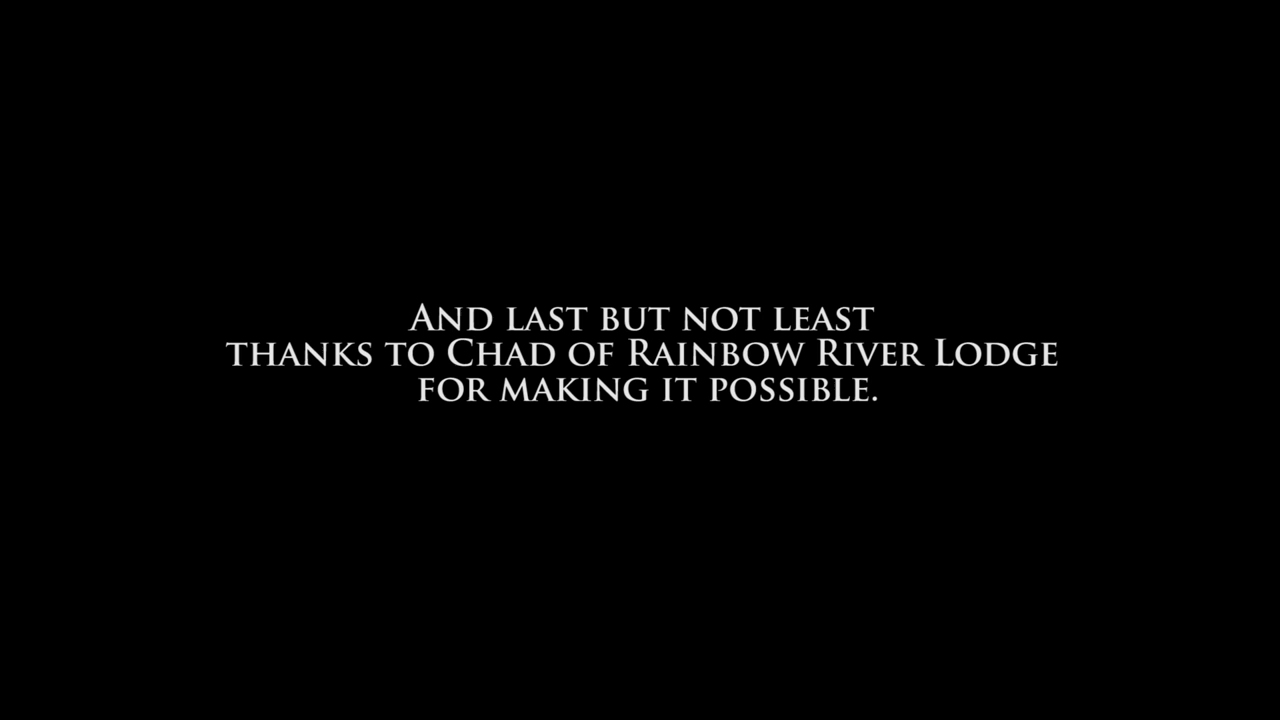 And last but not least
thanks to Chad of Rainbow River Lodge
for making it possible.